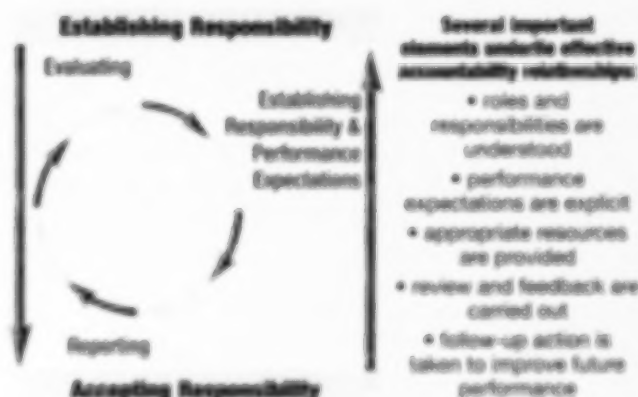 Establishing Responsibility
Evaluating
Establishing
Responsibility &
Performance
Expectations
Reporting
Accepting Responsibility
Several important
elements underlie effective
accountability relationships:
• roles and
responsibilities are
understood
• performance
expectations are explicit
• appropriate resources
are provided
• review and feedback are
carried out
• follow-up action is
taken to improve future
performance